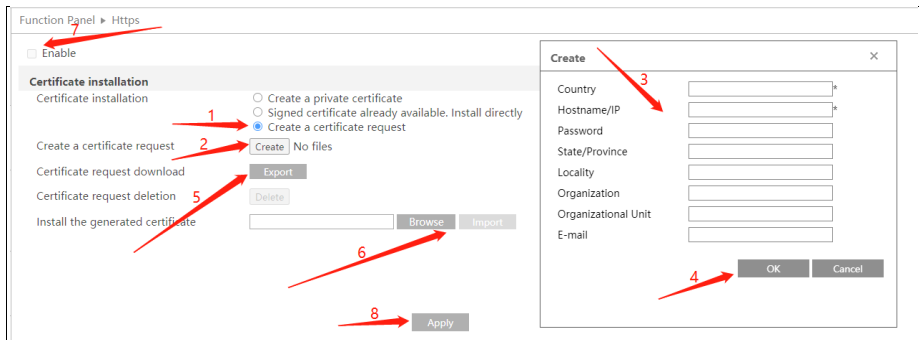 Function Panel ▶ Https
7
Enable
Certificate installation
Certificate installation
Create a private certificate
Signed certificate already available. Install directly
1
Create a certificate request
Create a certificate request
2
Create No files
Certificate request download
Export
5
Certificate request deletion
Delete
Install the generated certificate
Browse
Import
6
8
Apply
Create ×
3
Country *
Hostname/IP *
Password
State/Province
Locality
Organization
Organizational Unit
E-mail
4
OK
Cancel